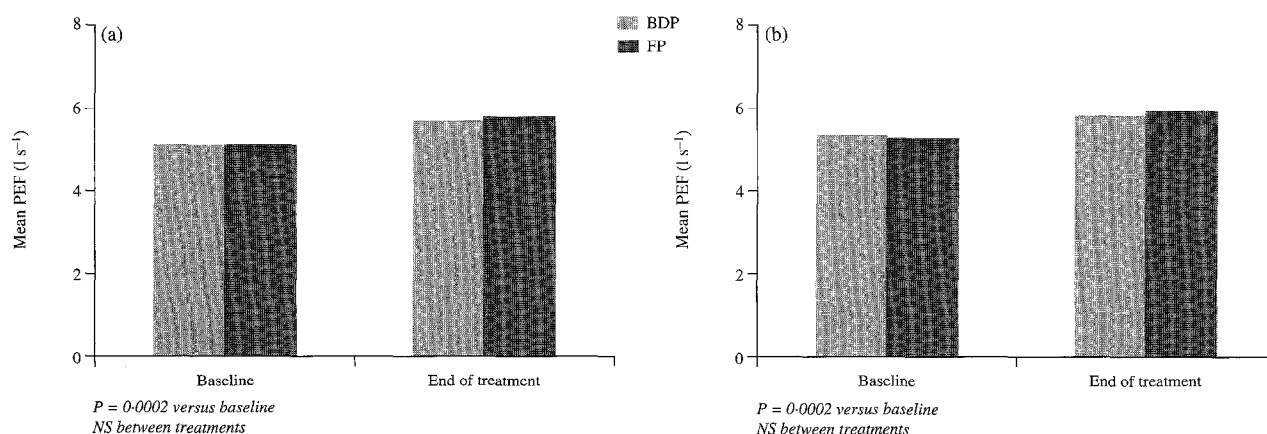 (a)
8
6
4
2
0
Mean PEF (l s⁻¹)
Baseline
End of treatment
P = 0·0002 versus baseline
NS between treatments
BDP
FP
(b)
8
6
4
2
0
Mean PEF (l s⁻¹)
Baseline
End of treatment
P = 0·0002 versus baseline
NS between treatments